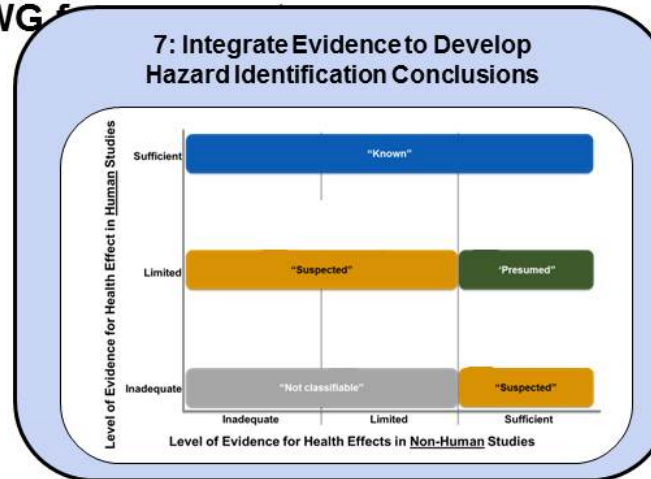 WG f
7: Integrate Evidence to Develop
Hazard Identification Conclusions
Level of Evidence for Health Effect in Human Studies
Sufficient
"Known"
Limited
"Suspected"
'Presumed"
Inadequate
"Not classifiable"
"Suspected"
Inadequate
Limited
Sufficient
Level of Evidence for Health Effects in Non-Human Studies